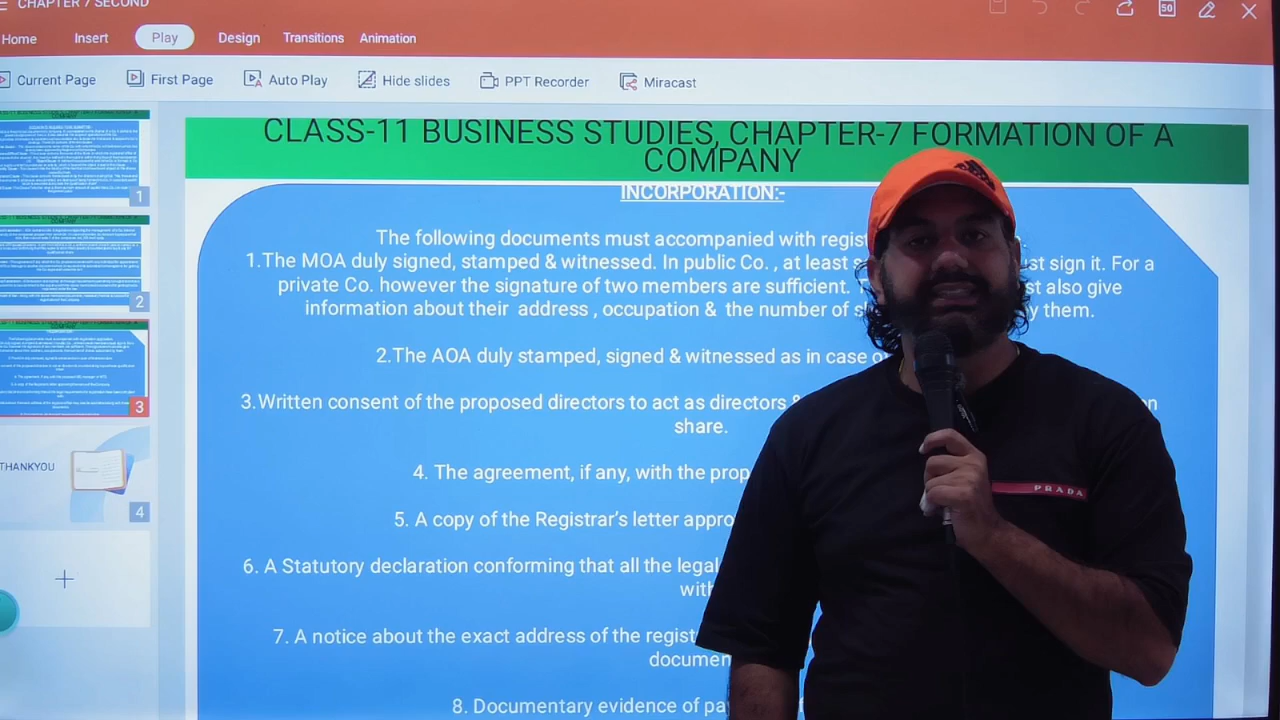 CHAPTER 7 SECOND
50
Home Insert Play Design Transitions Animation
Current Page First Page Auto Play Hide slides PPT Recorder Miracast
CLASS-11 BUSINESS STUDIES, CHAPTER-7 FORMATION OF A
COMPANY
INCORPORATION:-
The following documents must accompanied with regist
1.The MOA duly signed, stamped & witnessed. In public Co. , at least s st sign it. For a
private Co. however the signature of two members are sufficient. st also give
information about their address , occupation & the number of s y them.
2.The AOA duly stamped, signed & witnessed as in case o
3.Written consent of the proposed directors to act as directors & on
share.
4. The agreement, if any, with the prop
5. A copy of the Registrar's letter appro
6. A Statutory declaration conforming that all the legal
with
7. A notice about the exact address of the regist
documen
8. Documentary evidence of pa
1
2
3
THANKYOU
4
PRADA